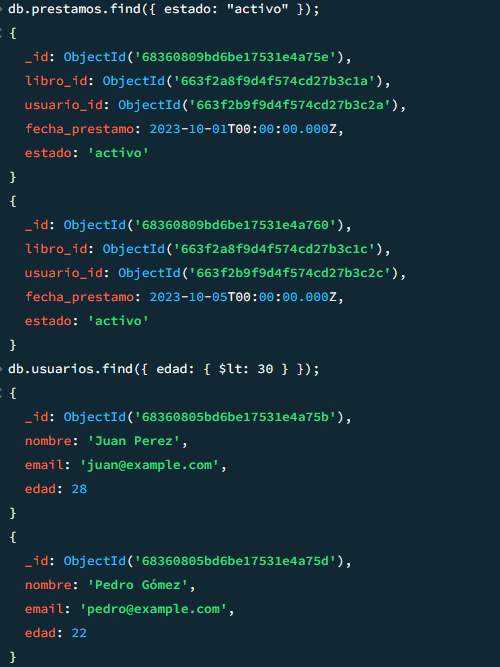 db.prestamos.find({ estado: "activo" });
{
  _id: ObjectId('68360809bd6be17531e4a75e'),
  libro_id: ObjectId('663f2a8f9d4f574cd27b3c1a'),
  usuario_id: ObjectId('663f2b9f9d4f574cd27b3c2a'),
  fecha_prestamo: 2023-10-01T00:00:00.000Z,
  estado: 'activo'
}
{
  _id: ObjectId('68360809bd6be17531e4a760'),
  libro_id: ObjectId('663f2a8f9d4f574cd27b3c1c'),
  usuario_id: ObjectId('663f2b9f9d4f574cd27b3c2c'),
  fecha_prestamo: 2023-10-05T00:00:00.000Z,
  estado: 'activo'
}
db.usuarios.find({ edad: { $lt: 30 } });
{
  _id: ObjectId('68360805bd6be17531e4a75b'),
  nombre: 'Juan Perez',
  email: 'juan@example.com',
  edad: 28
}
{
  _id: ObjectId('68360805bd6be17531e4a75d'),
  nombre: 'Pedro Gómez',
  email: 'pedro@example.com',
  edad: 22
}